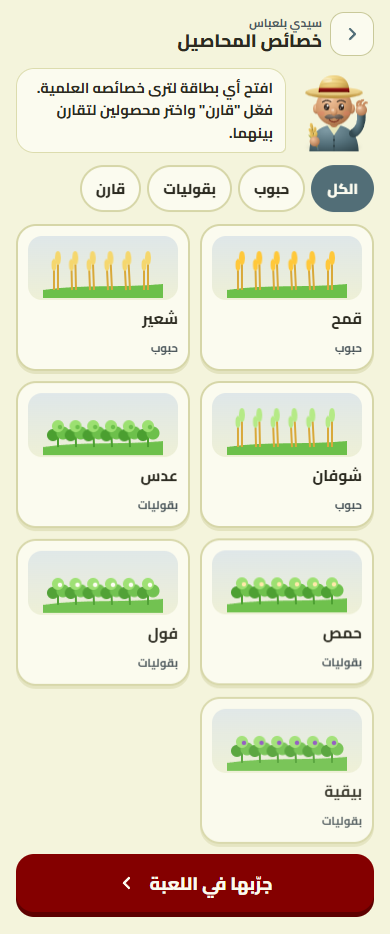 سيدي بلعباس
خصائص المحاصيل
افتح أي بطاقة لترى خصائصه العلمية.
فعّل "قارن" واختر محصولين لتقارن
بينهما.
الكل
حبوب
بقوليات
قارن
قمح
حبوب
شعير
حبوب
شوفان
حبوب
عدس
بقوليات
حمص
بقوليات
فول
بقوليات
بيقية
بقوليات
جرّبها في اللعبة